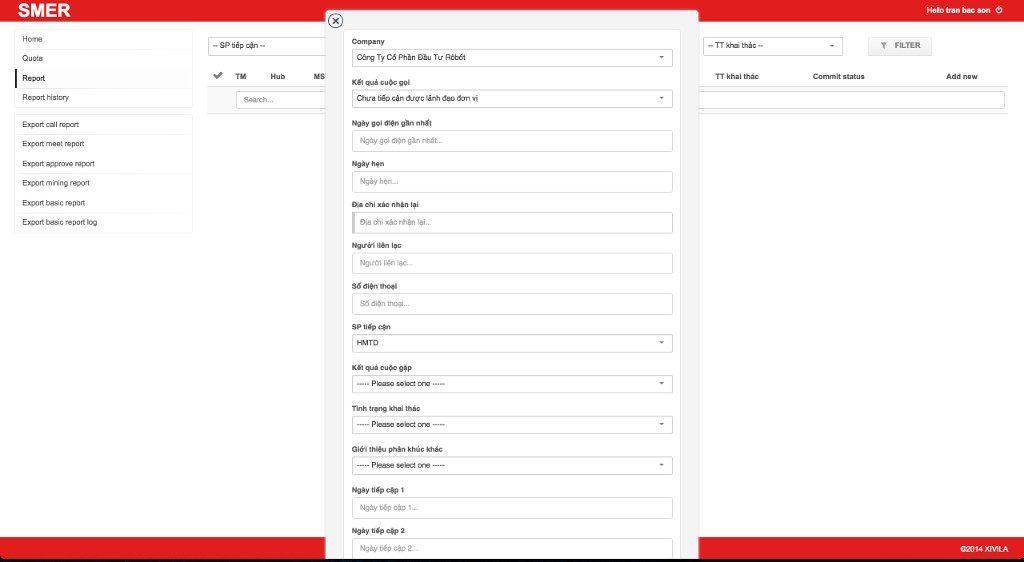 SMER
Hello tran bac son
Home
Quota
Report
Report history
Export call report
Export meet report
Export approve report
Export mining report
Export basic report
Export basic report log
-- SP tiếp cận --
-- TT khai thác --
FILTER
TM
Hub
TT khai thác
Commit status
Add new
Search...
Company
Công Ty Cổ Phần Đầu Tư Rôbốt
Kết quả cuộc gọi
Chưa tiếp cận được lãnh đạo đơn vị
Ngày gọi điện gần nhất
Ngày gọi điện gần nhất...
Ngày hẹn
Ngày hẹn...
Địa chỉ xác nhận lại
Địa chỉ xác nhận lại...
Người liên lạc
Người liên lạc...
Số điện thoại
Số điện thoại...
SP tiếp cận
HMTD
Kết quả cuộc gặp
----- Please select one -----
Tình trạng khai thác
----- Please select one -----
Giới thiệu phân khúc khác
----- Please select one -----
Ngày tiếp cập 1
Ngày tiếp cập 1...
Ngày tiếp cập 2
Ngày tiếp cập 2...
©2014 XIVILA